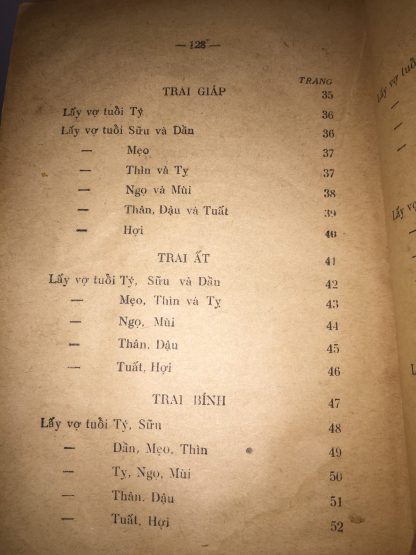 — 128 —
TRANG
TRAI GIÁP 35
Lấy vợ tuổi Tý 36
Lấy vợ tuổi Sữu và Dần 36
— Mẹo 37
— Thìn và Tỵ 37
— Ngọ và Mùi 38
— Thân, Dậu và Tuất 39
— Hợi 40
TRAI ẤT 41
Lấy vợ tuổi Tý, Sữu và Dần 42
— Mẹo, Thìn và Tỵ 43
— Ngọ, Mùi 44
— Thân, Dậu 45
— Tuất, Hợi 46
TRAI BÍNH 47
Lấy vợ tuổi Tý, Sữu 48
— Dần, Mẹo, Thìn 49
— Tỵ, Ngọ, Mùi 50
— Thân, Dậu 51
— Tuất, Hợi 52